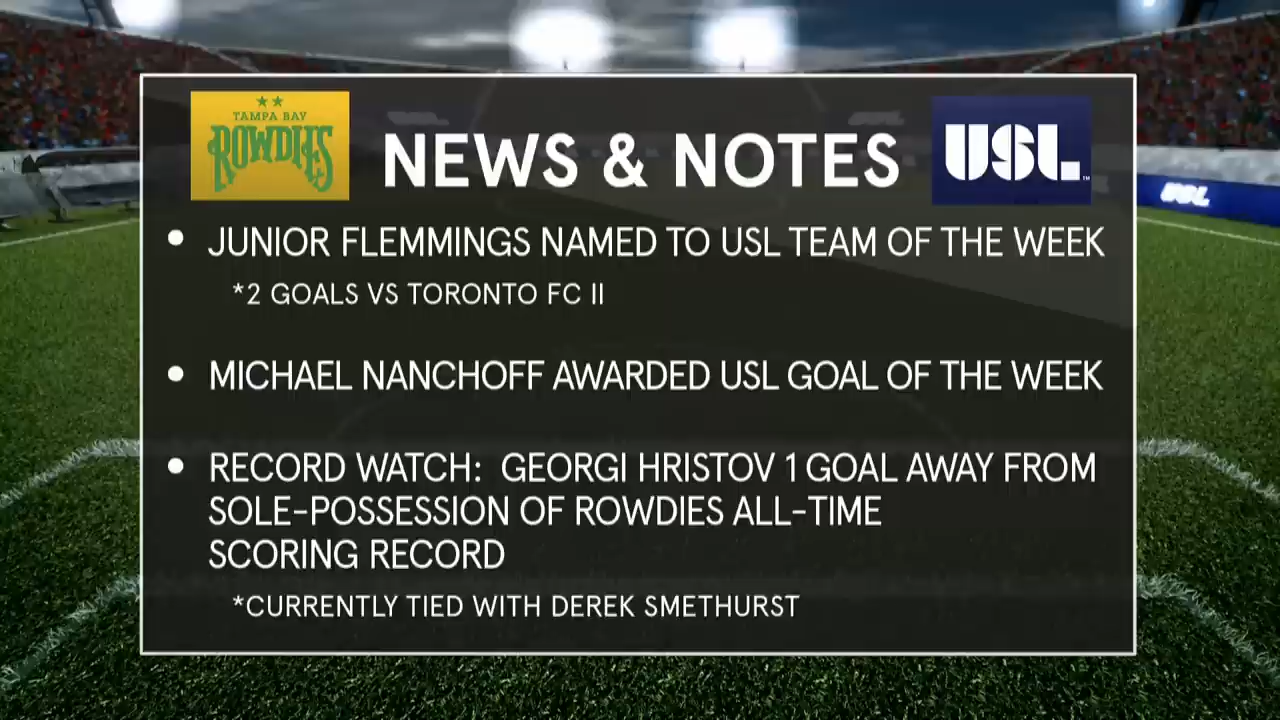 TAMPA BAY
ROWDIES
NEWS & NOTES
USL™
USL
• JUNIOR FLEMMINGS NAMED TO USL TEAM OF THE WEEK
*2 GOALS VS TORONTO FC II
• MICHAEL NANCHOFF AWARDED USL GOAL OF THE WEEK
• RECORD WATCH: GEORGI HRISTOV 1 GOAL AWAY FROM
SOLE-POSSESSION OF ROWDIES ALL-TIME
SCORING RECORD
*CURRENTLY TIED WITH DEREK SMETHURST